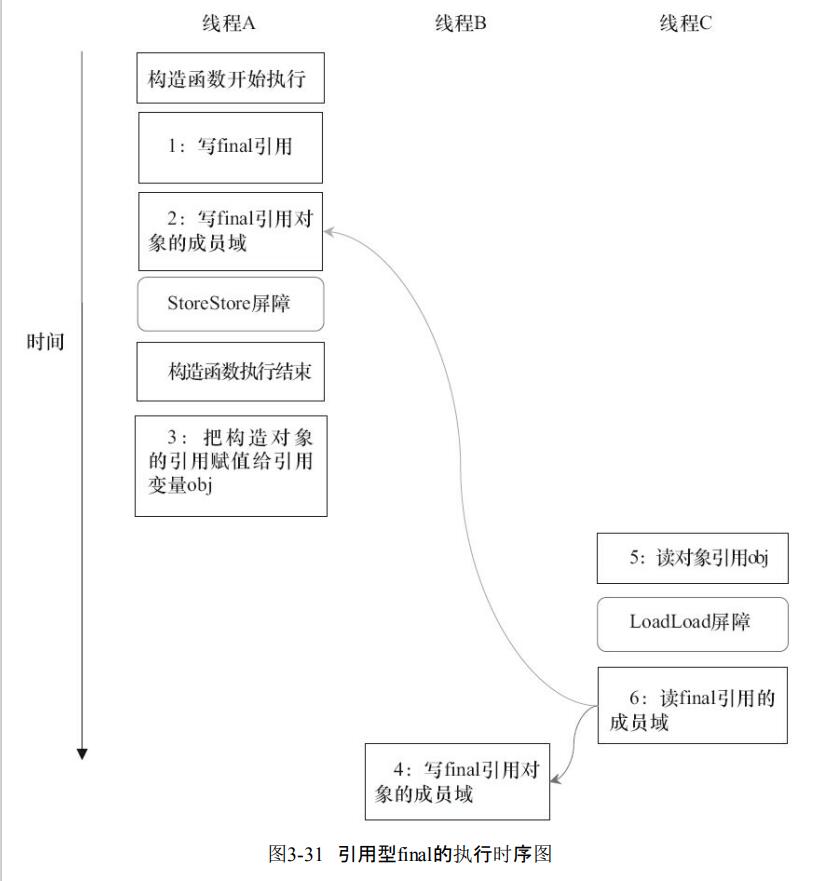 线程A 线程B 线程C
构造函数开始执行
1：写final引用
2：写final引用对
象的成员域
StoreStore屏障
时间
构造函数执行结束
3：把构造对象
的引用赋值给引用
变量obj
5：读对象引用obj
LoadLoad屏障
6：读final引用的
成员域
4：写final引用对
象的成员域
图3-31 引用型final的执行时序图